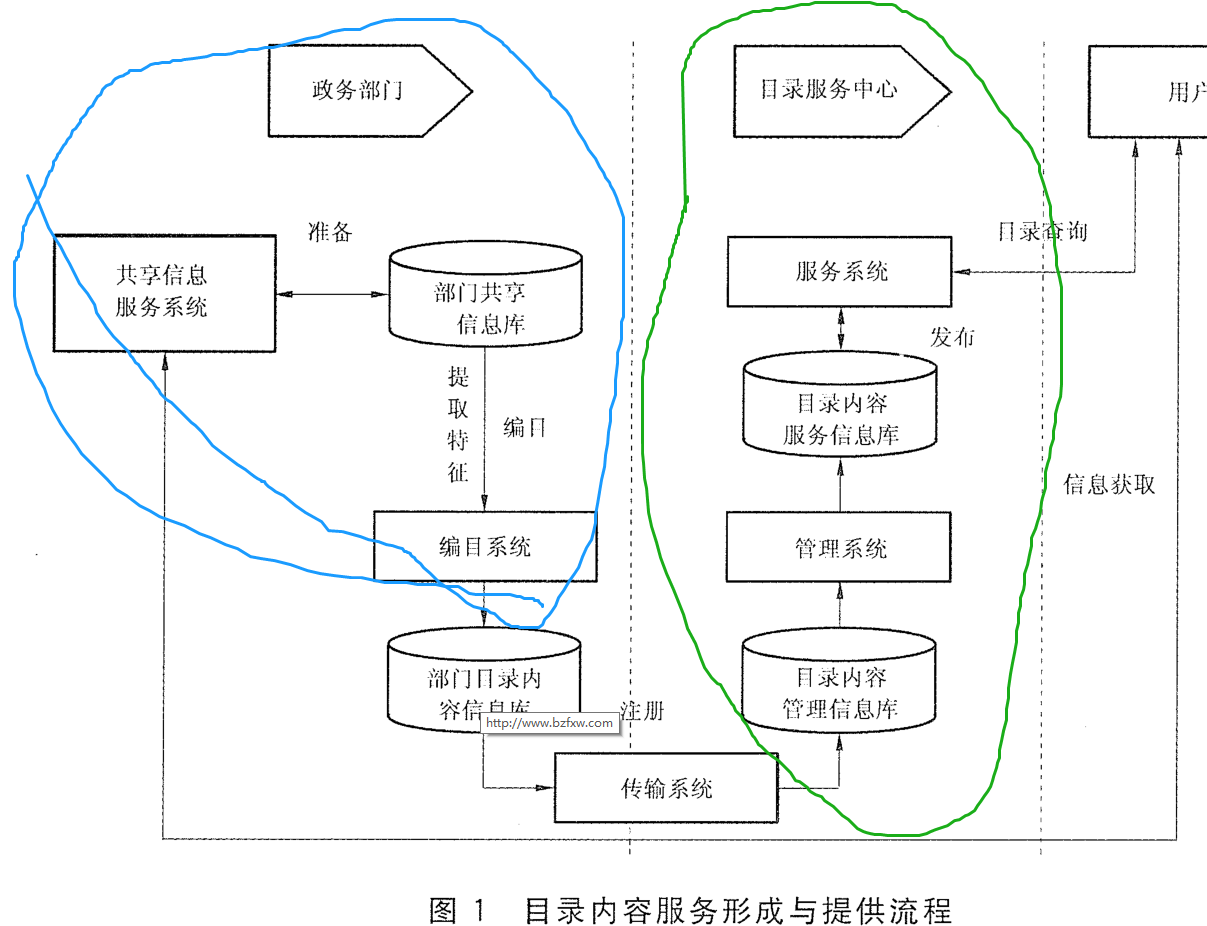 政务部门
目录服务中心
用户
准备
目录查询
共享信息
服务系统
部门共享
信息库
服务系统
发布
提取特征
编目
目录内容
服务信息库
信息获取
编目系统
管理系统
部门目录内
容信息库
http://www.bzfxw.com
注册
目录内容
管理信息库
传输系统
图 1 目录内容服务形成与提供流程